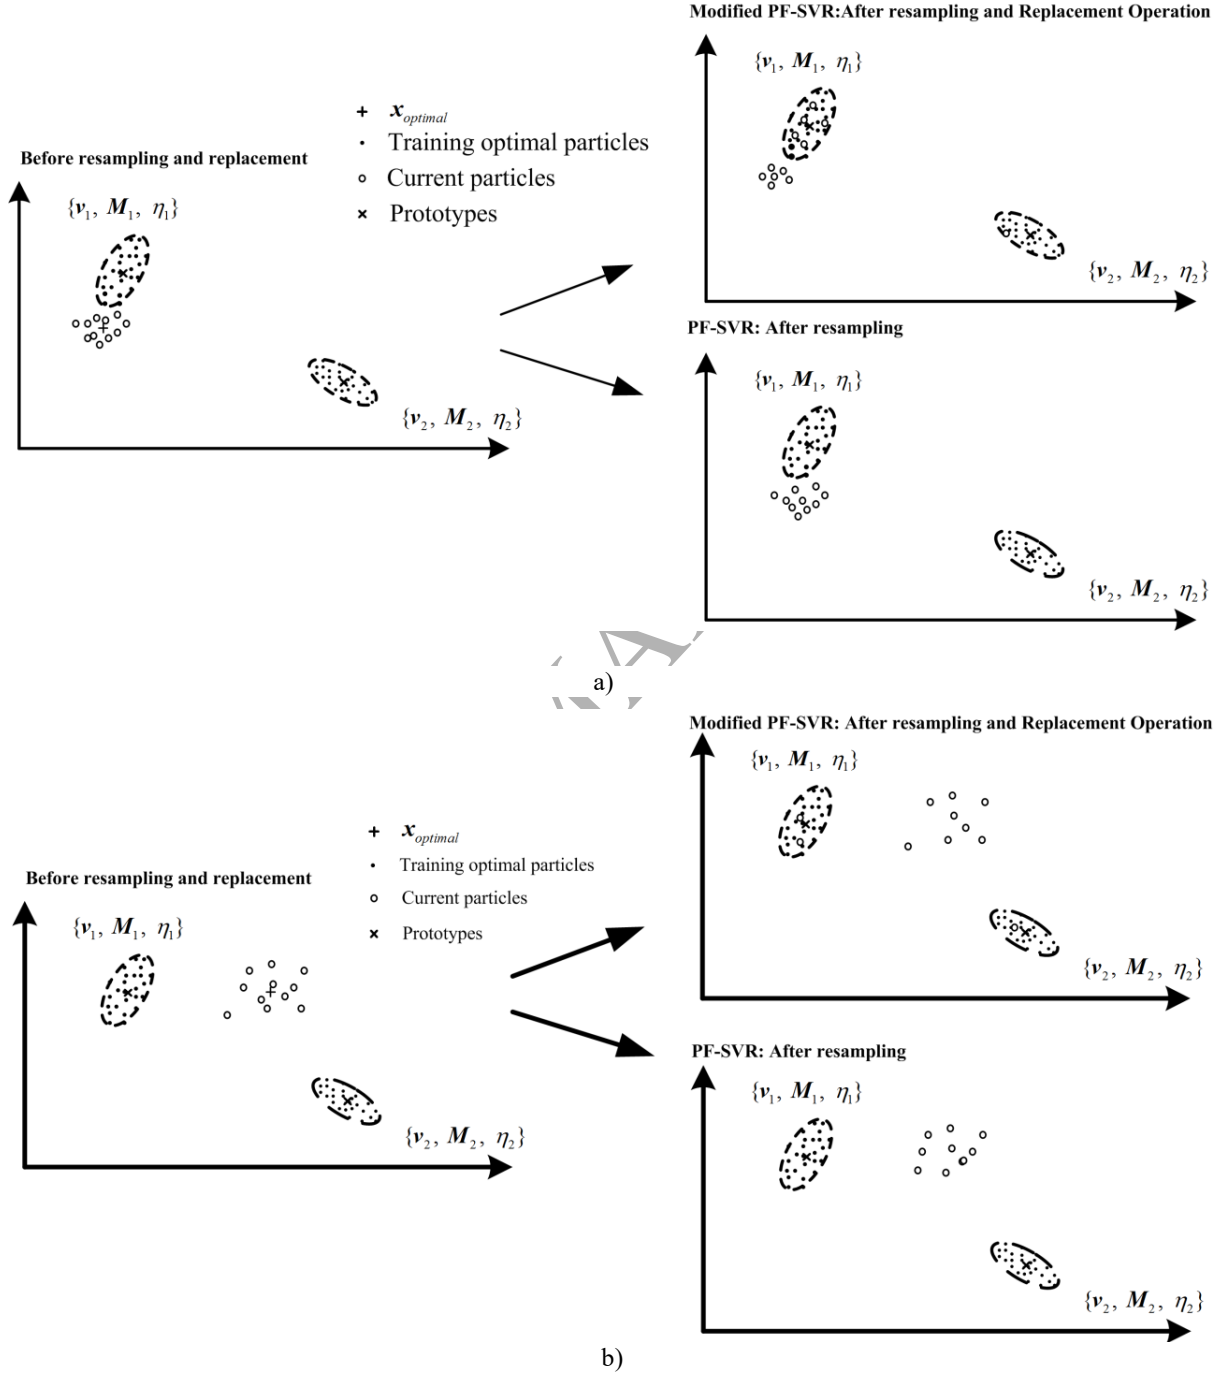 Modified PF-SVR:After resampling and Replacement Operation
{v₁, M₁, η₁}
+ x_optimal
· Training optimal particles
Before resampling and replacement
∘ Current particles
{v₁, M₁, η₁}
× Prototypes
{v₂, M₂, η₂}
PF-SVR: After resampling
{v₁, M₁, η₁}
{v₂, M₂, η₂}
{v₂, M₂, η₂}
a)
Modified PF-SVR: After resampling and Replacement Operation
{v₁, M₁, η₁}
+ x_optimal
· Training optimal particles
Before resampling and replacement
∘ Current particles
{v₁, M₁, η₁}
× Prototypes
{v₂, M₂, η₂}
PF-SVR: After resampling
{v₁, M₁, η₁}
{v₂, M₂, η₂}
{v₂, M₂, η₂}
b)